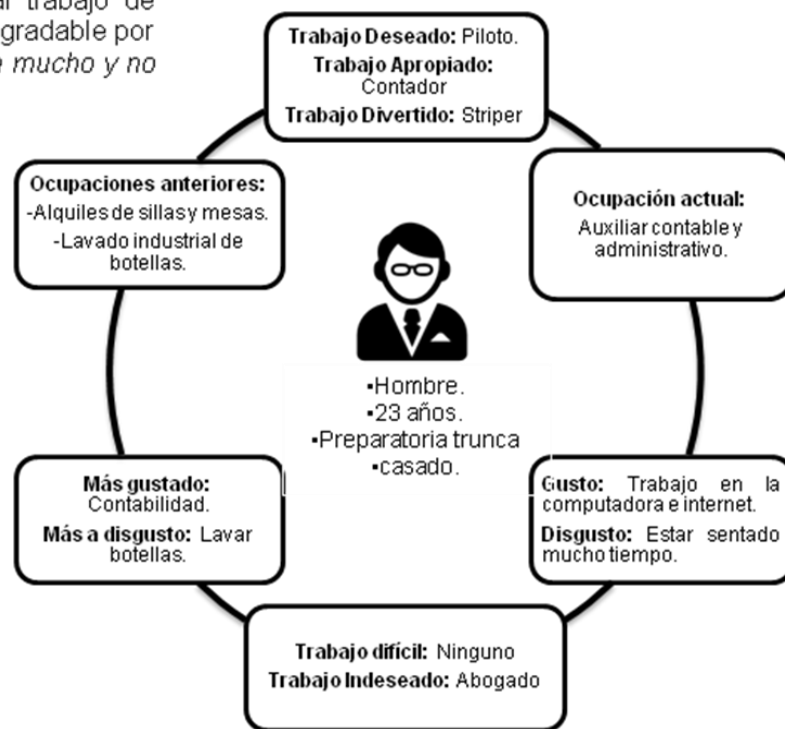 al trabajo de
gradable por
mucho y no
Trabajo Deseado: Piloto.
Trabajo Apropiado:
Contador
Trabajo Divertido: Striper
Ocupaciones anteriores:
-Alquiles de sillas y mesas.
-Lavado industrial de
botellas.
Ocupación actual:
Auxiliar contable y
administrativo.
▪Hombre.
▪23 años.
▪Preparatoria trunca
▪casado.
Más gustado:
Contabilidad.
Más a disgusto: Lavar
botellas.
Gusto: Trabajo en la
computadora e internet.
Disgusto: Estar sentado
mucho tiempo.
Trabajo difícil: Ninguno
Trabajo Indeseado: Abogado